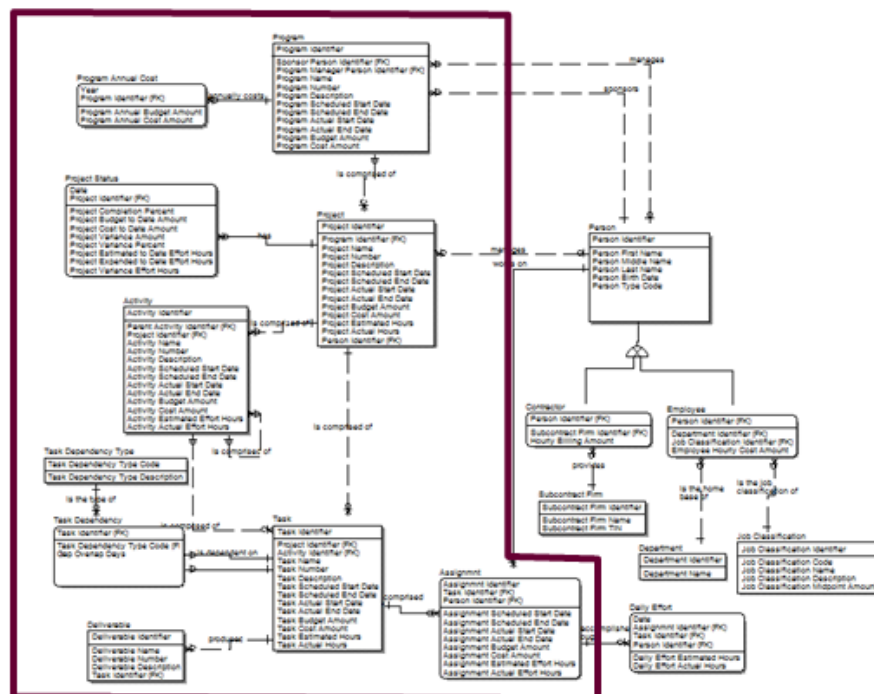 Program
Program Identifier
Sponsor Person Identifier (FK)
Program Manager Person Identifier (FK)
Program Name
Program Number
Program Description
Program Scheduled Start Date
Program Scheduled End Date
Program Actual Start Date
Program Actual End Date
Program Budget Amount
Program Cost Amount
manages
sponsors
Program Annual Cost
Year
Program Identifier (FK)
Program Annual Budget Amount
Program Annual Cost Amount
annually costs
is comprised of
Project Status
Date
Project Identifier (FK)
Project Completion Percent
Project Budget to Date Amount
Project Cost to Date Amount
Project Variance Amount
Project Variance Percent
Project Estimated to Date Effort Hours
Project Expended to Date Effort Hours
Project Variance Effort Hours
has
Project
Project Identifier
Program Identifier (FK)
Project Name
Project Number
Project Description
Project Scheduled Start Date
Project Scheduled End Date
Project Actual Start Date
Project Actual End Date
Project Budget Amount
Project Cost Amount
Project Estimated Hours
Project Actual Hours
Person Identifier (FK)
manages
works on
Person
Person Identifier
Person First Name
Person Middle Name
Person Last Name
Person Birth Date
Person Type Code
Activity
Activity Identifier
Parent Activity Identifier (FK)
Project Identifier (FK)
Activity Name
Activity Number
Activity Description
Activity Scheduled Start Date
Activity Scheduled End Date
Activity Actual Start Date
Activity Actual End Date
Activity Budget Amount
Activity Cost Amount
Activity Estimated Effort Hours
Activity Actual Effort Hours
is comprised of
is comprised of
is comprised of
Contractor
Person Identifier (FK)
Subcontract Firm Identifier (FK)
Hourly Billing Amount
Employee
Person Identifier (FK)
Department Identifier (FK)
Job Classification Identifier (FK)
Employee Hourly Cost Amount
provides
is the home
base of
is the job
classification of
Subcontract Firm
Subcontract Firm Identifier
Subcontract Firm Name
Subcontract Firm TIN
Department
Department Identifier
Department Name
Job Classification
Job Classification Identifier
Job Classification Code
Job Classification Name
Job Classification Description
Job Classification Midpoint Amount
Task Dependency Type
Task Dependency Type Code
Task Dependency Type Description
is the type of
Task Dependency
Task Identifier (FK)
Task Dependency Type Code (F
Gap Overlap Days
is comprised of
is dependent on
Task
Task Identifier
Project Identifier (FK)
Activity Identifier (FK)
Task Name
Task Number
Task Description
Task Scheduled Start Date
Task Scheduled End Date
Task Actual Start Date
Task Actual End Date
Task Budget Amount
Task Cost Amount
Task Estimated Hours
Task Actual Hours
comprised
Assignmnt
Assignmnt Identifier
Task Identifier (FK)
Person Identifier (FK)
Assignment Scheduled Start Date
Assignment Scheduled End Date
Assignment Actual Start Date
Assignment Actual End Date
Assignment Budget Amount
Assignment Cost Amount
Assignment Estimated Effort Hours
Assignment Actual Effort Hours
Daily Effort
Date
Assignmnt Identifier (FK)
Task Identifier (FK)
Person Identifier (FK)
Daily Effort Estimated Hours
Daily Effort Actual Hours
Deliverable
Deliverable Identifier
Deliverable Name
Deliverable Number
Deliverable Description
Task Identifier (FK)
produces